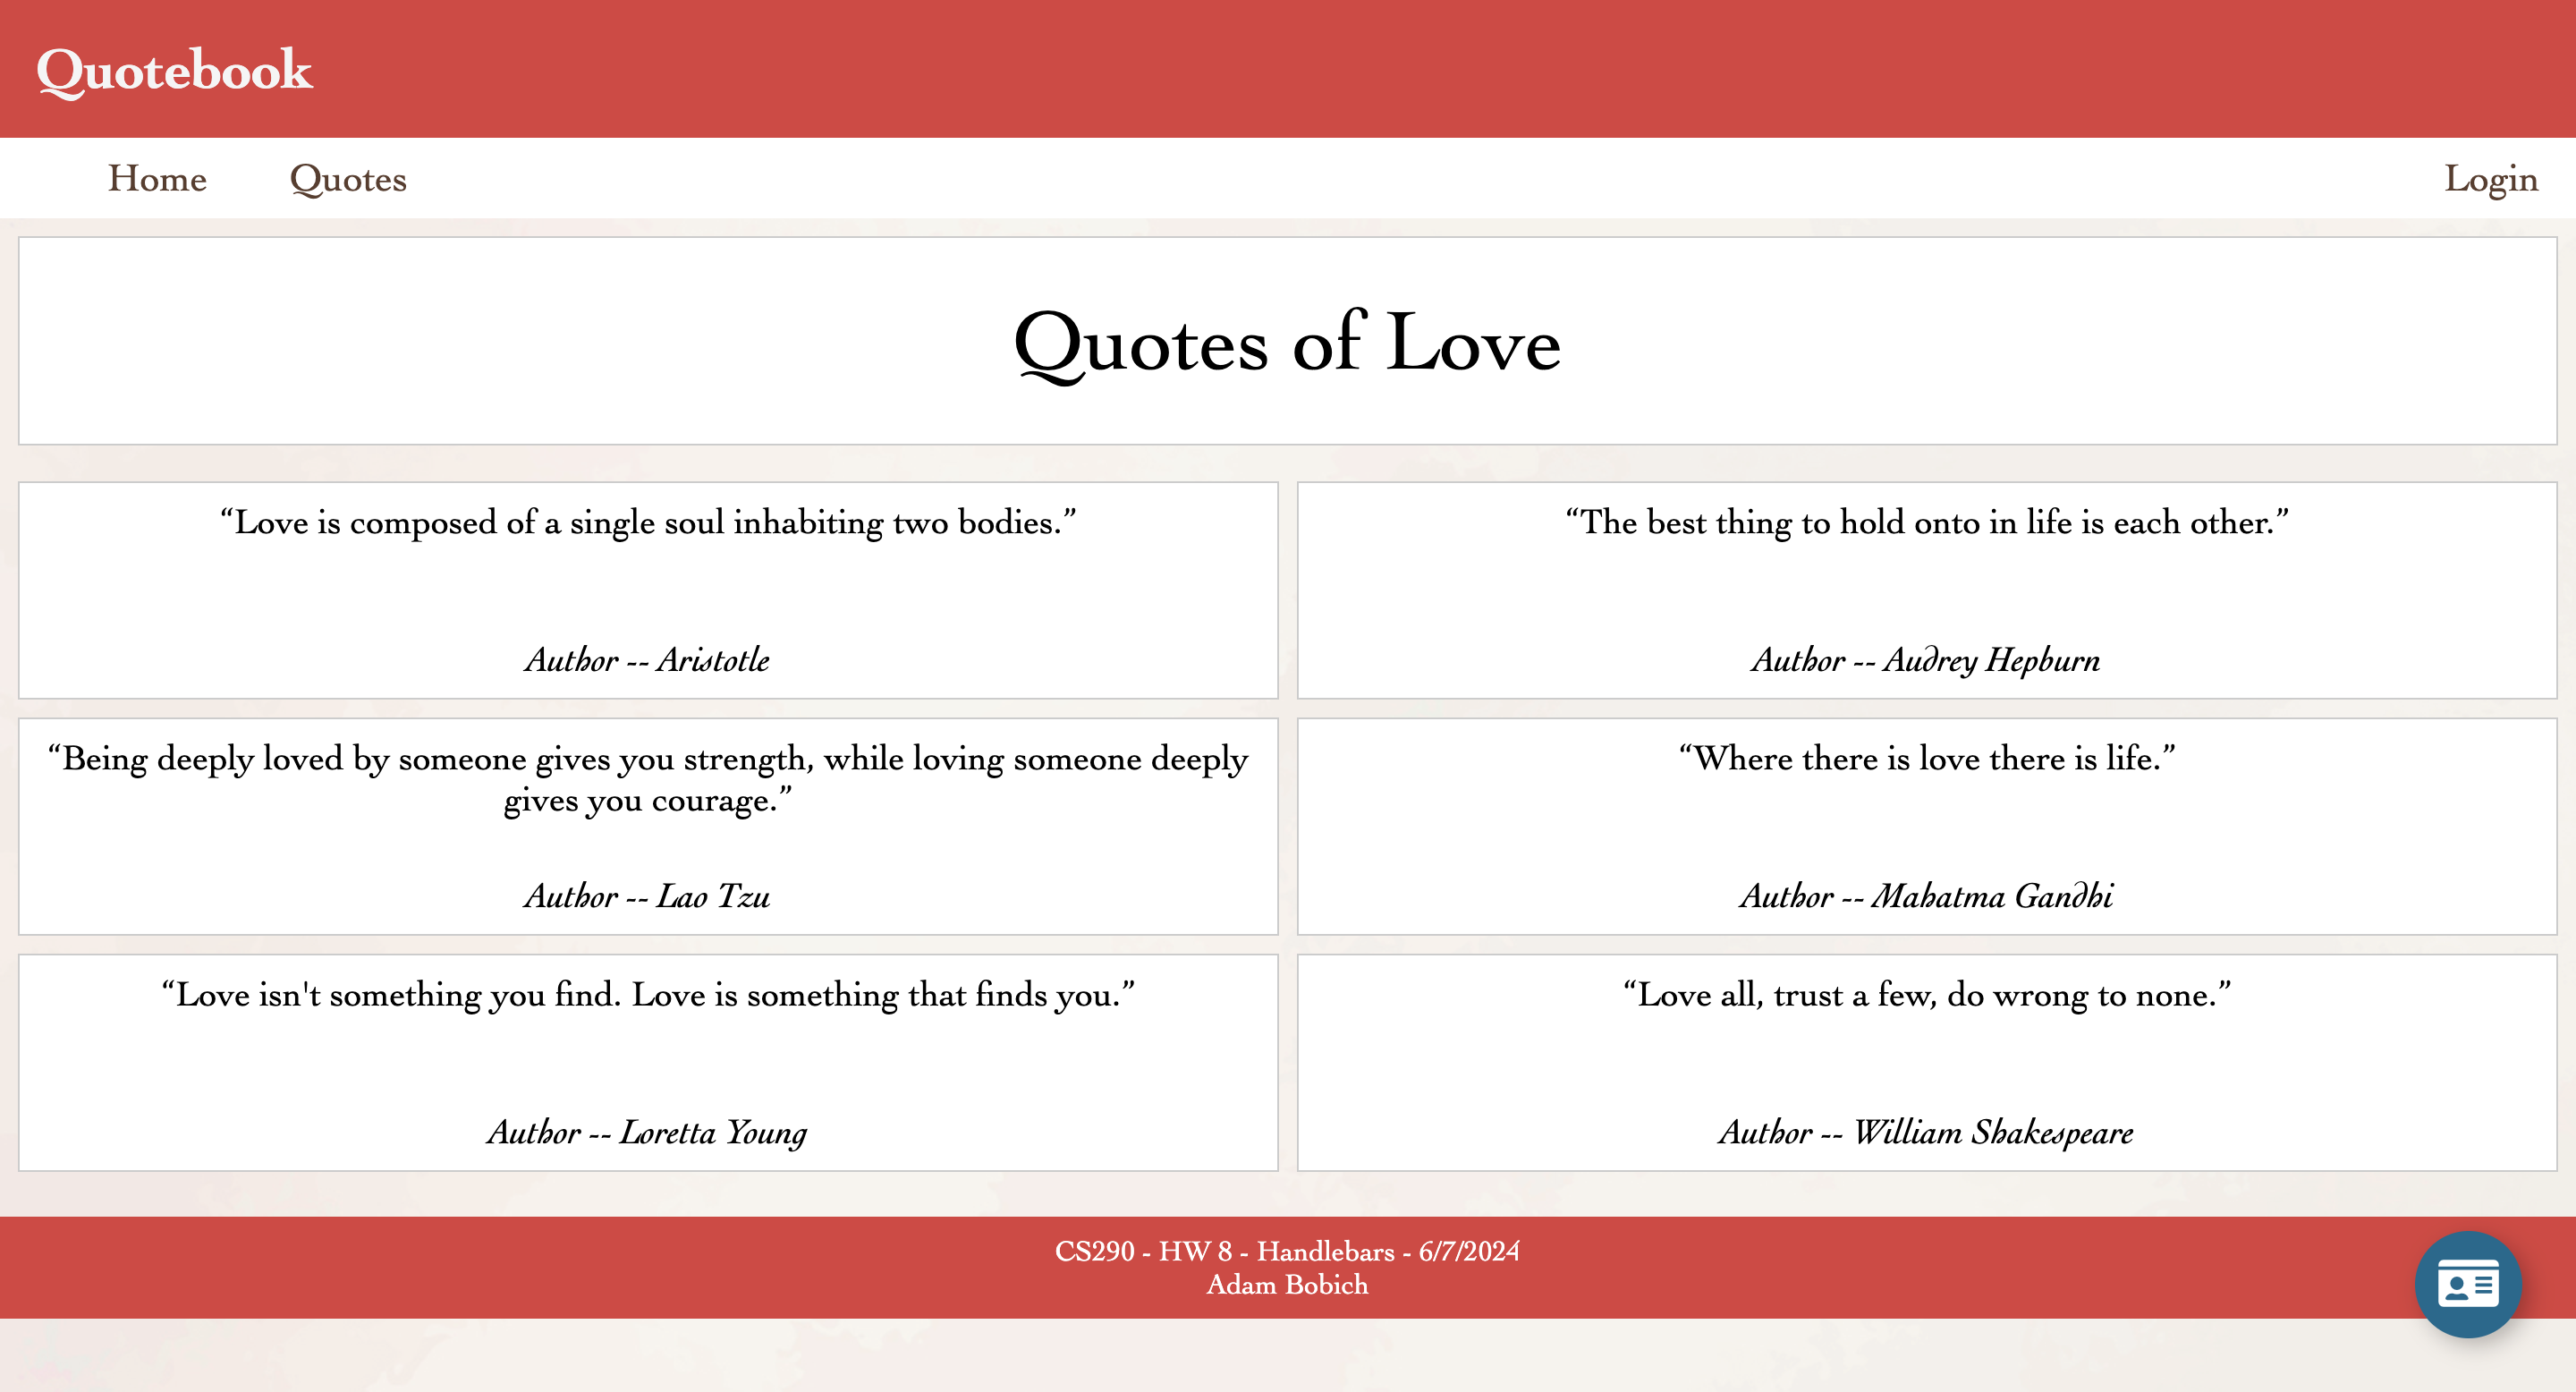 Quotebook
Home
Quotes
Login
Quotes of Love
“Love is composed of a single soul inhabiting two bodies.”
Author -- Aristotle
“The best thing to hold onto in life is each other.”
Author -- Audrey Hepburn
“Being deeply loved by someone gives you strength, while loving someone deeply
gives you courage.”
Author -- Lao Tzu
“Where there is love there is life.”
Author -- Mahatma Gandhi
“Love isn't something you find. Love is something that finds you.”
Author -- Loretta Young
“Love all, trust a few, do wrong to none.”
Author -- William Shakespeare
CS290 - HW 8 - Handlebars - 6/7/2024
Adam Bobich